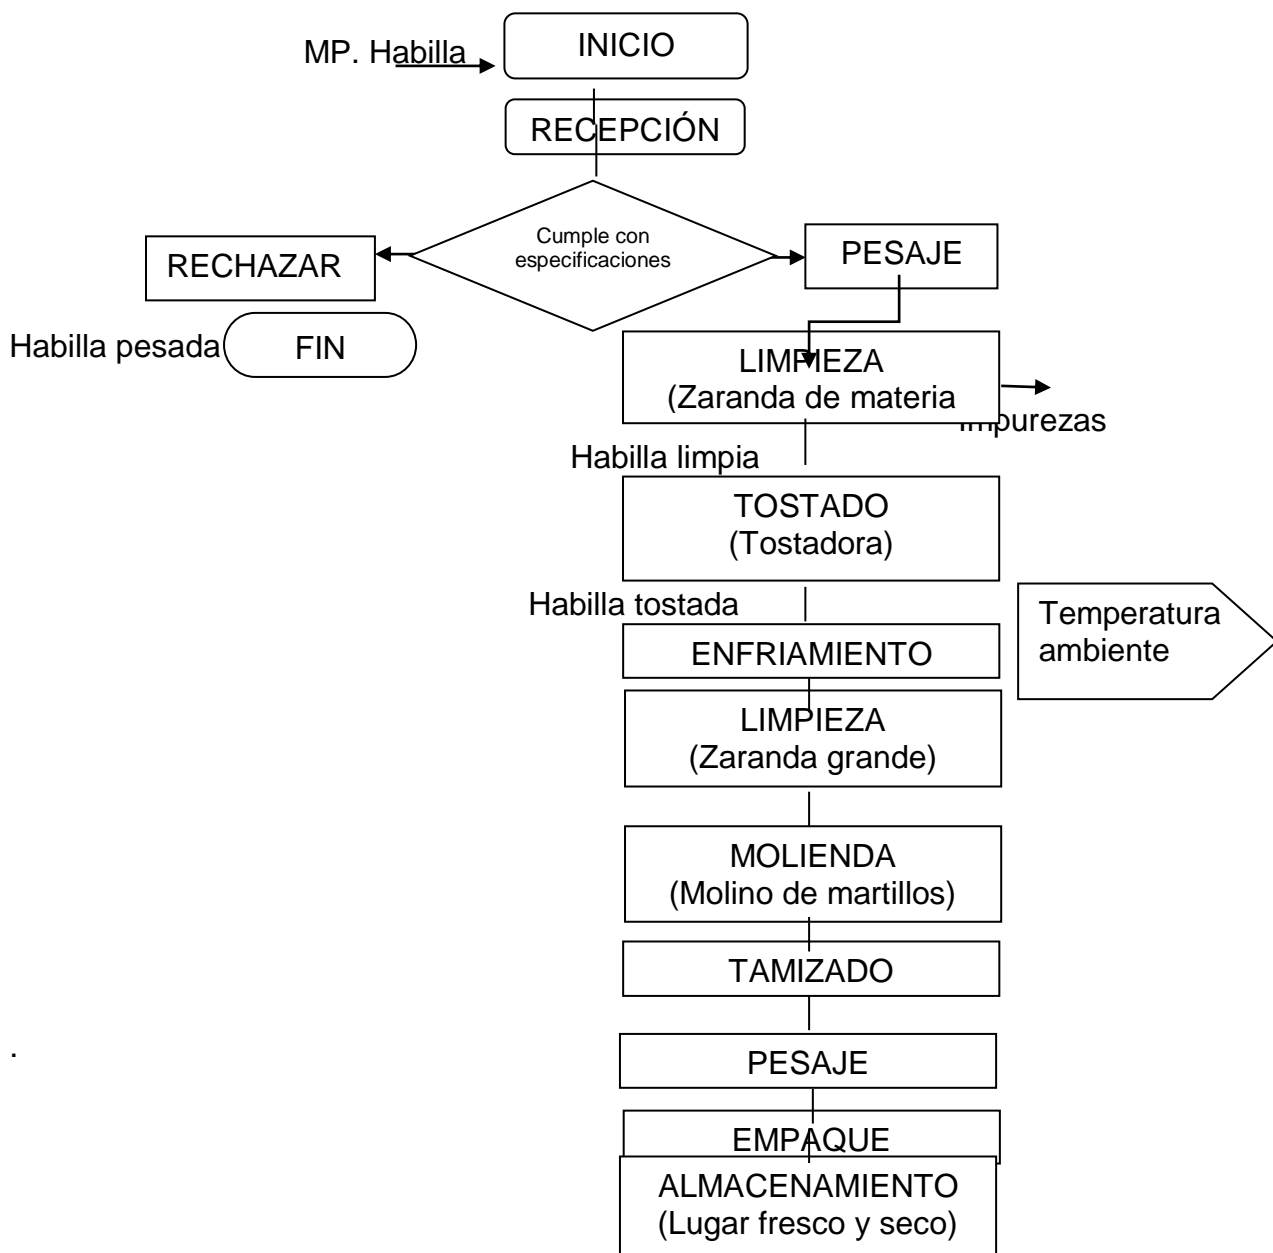 MP. Habilla
INICIO
RECEPCIÓN
Cumple con
especificaciones
RECHAZAR
PESAJE
Habilla pesada
FIN
LIMPIEZA
(Zaranda de materia
Impurezas
Habilla limpia
TOSTADO
(Tostadora)
Habilla tostada
Temperatura
ambiente
ENFRIAMIENTO
LIMPIEZA
(Zaranda grande)
MOLIENDA
(Molino de martillos)
TAMIZADO
.
PESAJE
EMPAQUE
ALMACENAMIENTO
(Lugar fresco y seco)